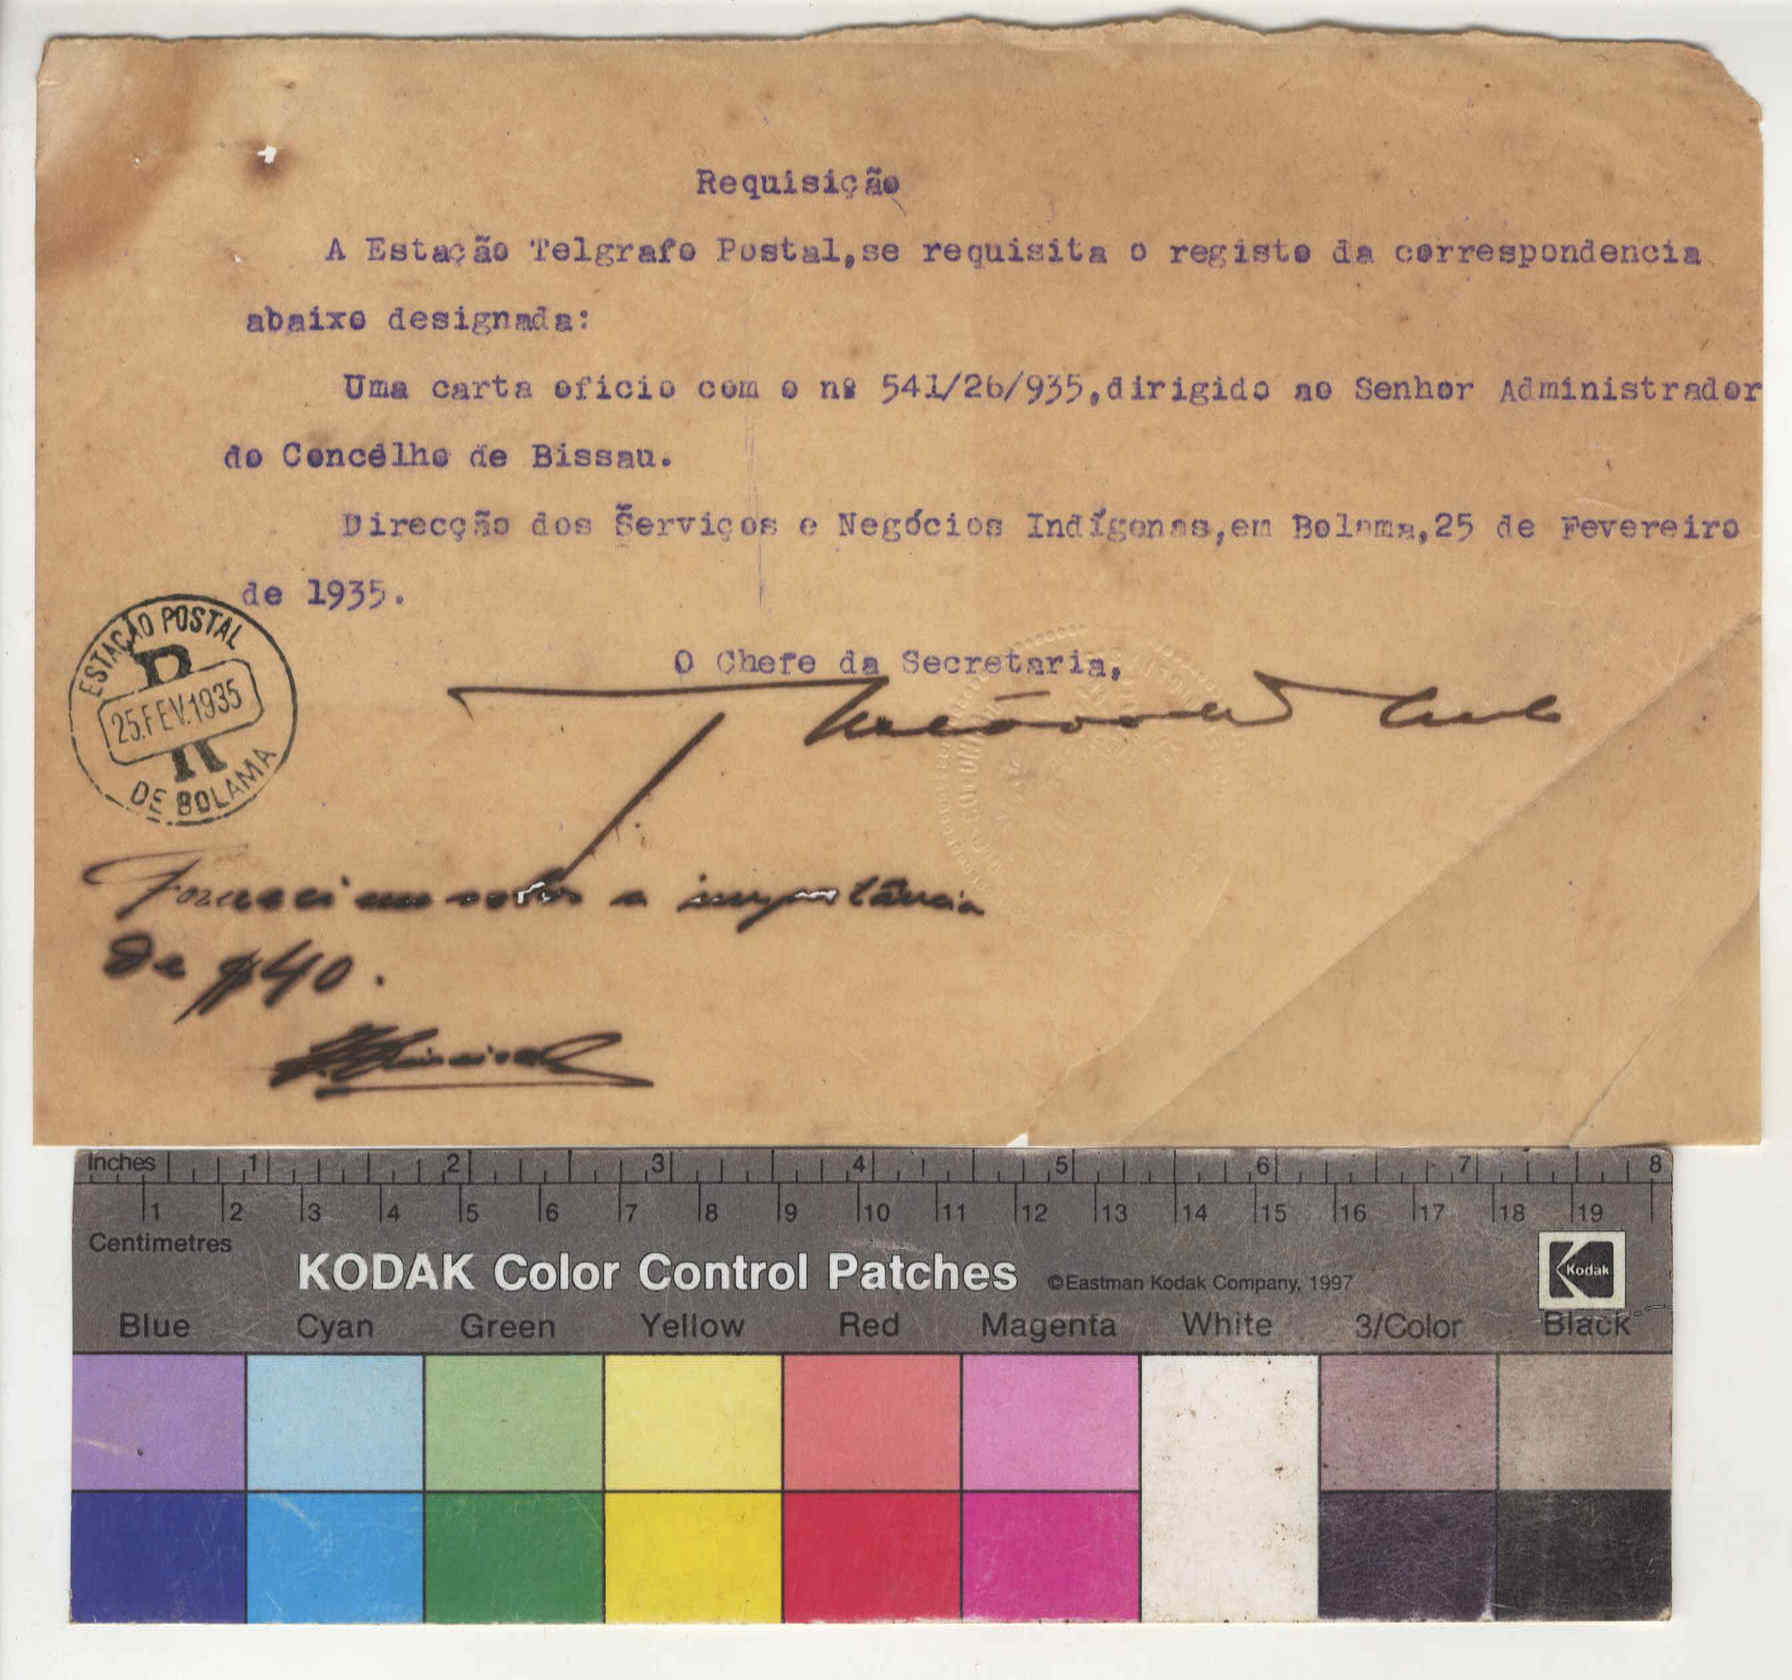 Requisição
A Estação Telgrafo Postal,se requisita o registo da correspondencia
abaixo designada:
Uma carta oficio com o nº 541/26/935,dirigido ao Senhor Administrador
do Concêlho de Bissau.
Direcção dos Serviços e Negócios Indígenas,em Bolama,25 de Fevereiro
de 1935.
O Chefe da Secretaria,
ESTAÇÃO POSTAL
R
25.FEV.1935
R
DE BOLAMA
Forneci em selos a importância
de $40.
Inches 1 2 3 4 5 6 7 8
1 2 3 4 5 6 7 8 9 10 11 12 13 14 15 16 17 18 19
Centimetres
KODAK Color Control Patches ©Eastman Kodak Company, 1997 Kodak
Blue Cyan Green Yellow Red Magenta White 3/Color Black